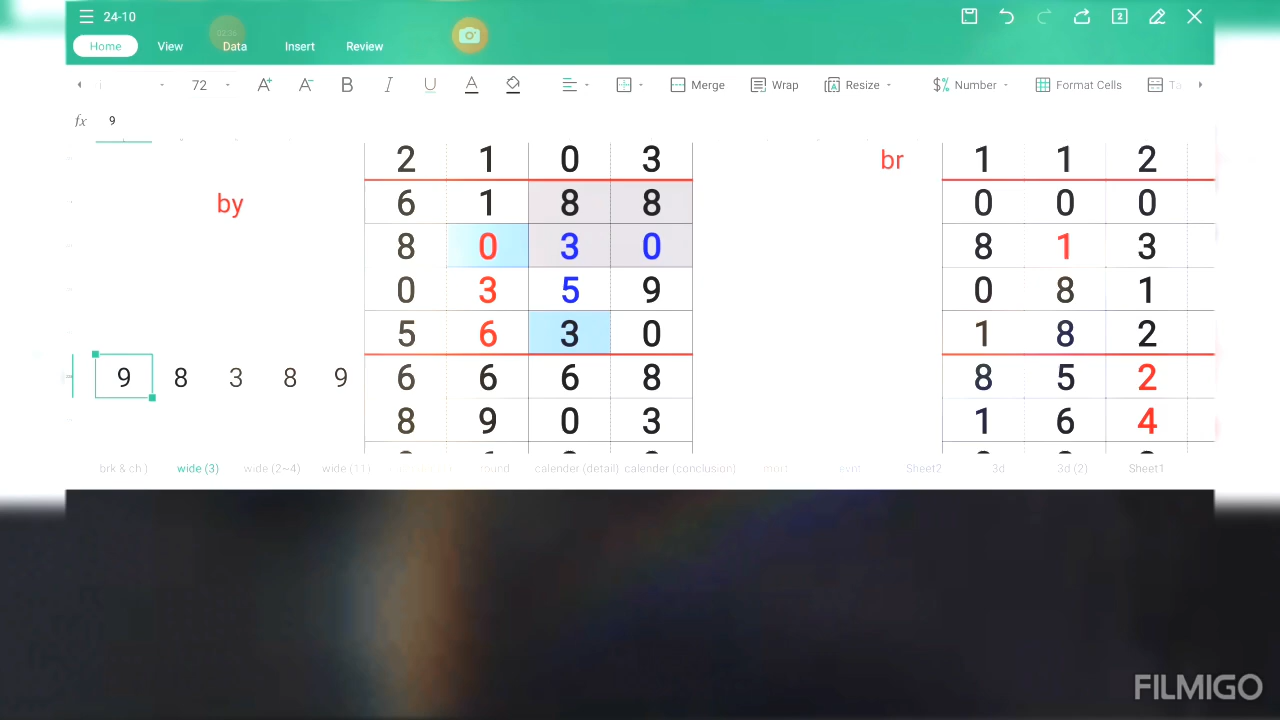 24-10
02:36
Home View Data Insert Review
72 A+ A- B I U A Merge Wrap Resize $% Number Format Cells Ta
fx 9
2 1 0 3 br 1 1 2
by 6 1 8 8 0 0 0
8 0 3 0 8 1 3
0 3 5 9 0 8 1
5 6 3 0 1 8 2
9 8 3 8 9 6 6 6 8 8 5 2
8 9 0 3 1 6 4
brk & ch ) wide (3) wide (2~4) wide (11) round calender (detail) calender (conclusion) Sheet2 3d 3d (2) Sheet1
FILMIGO